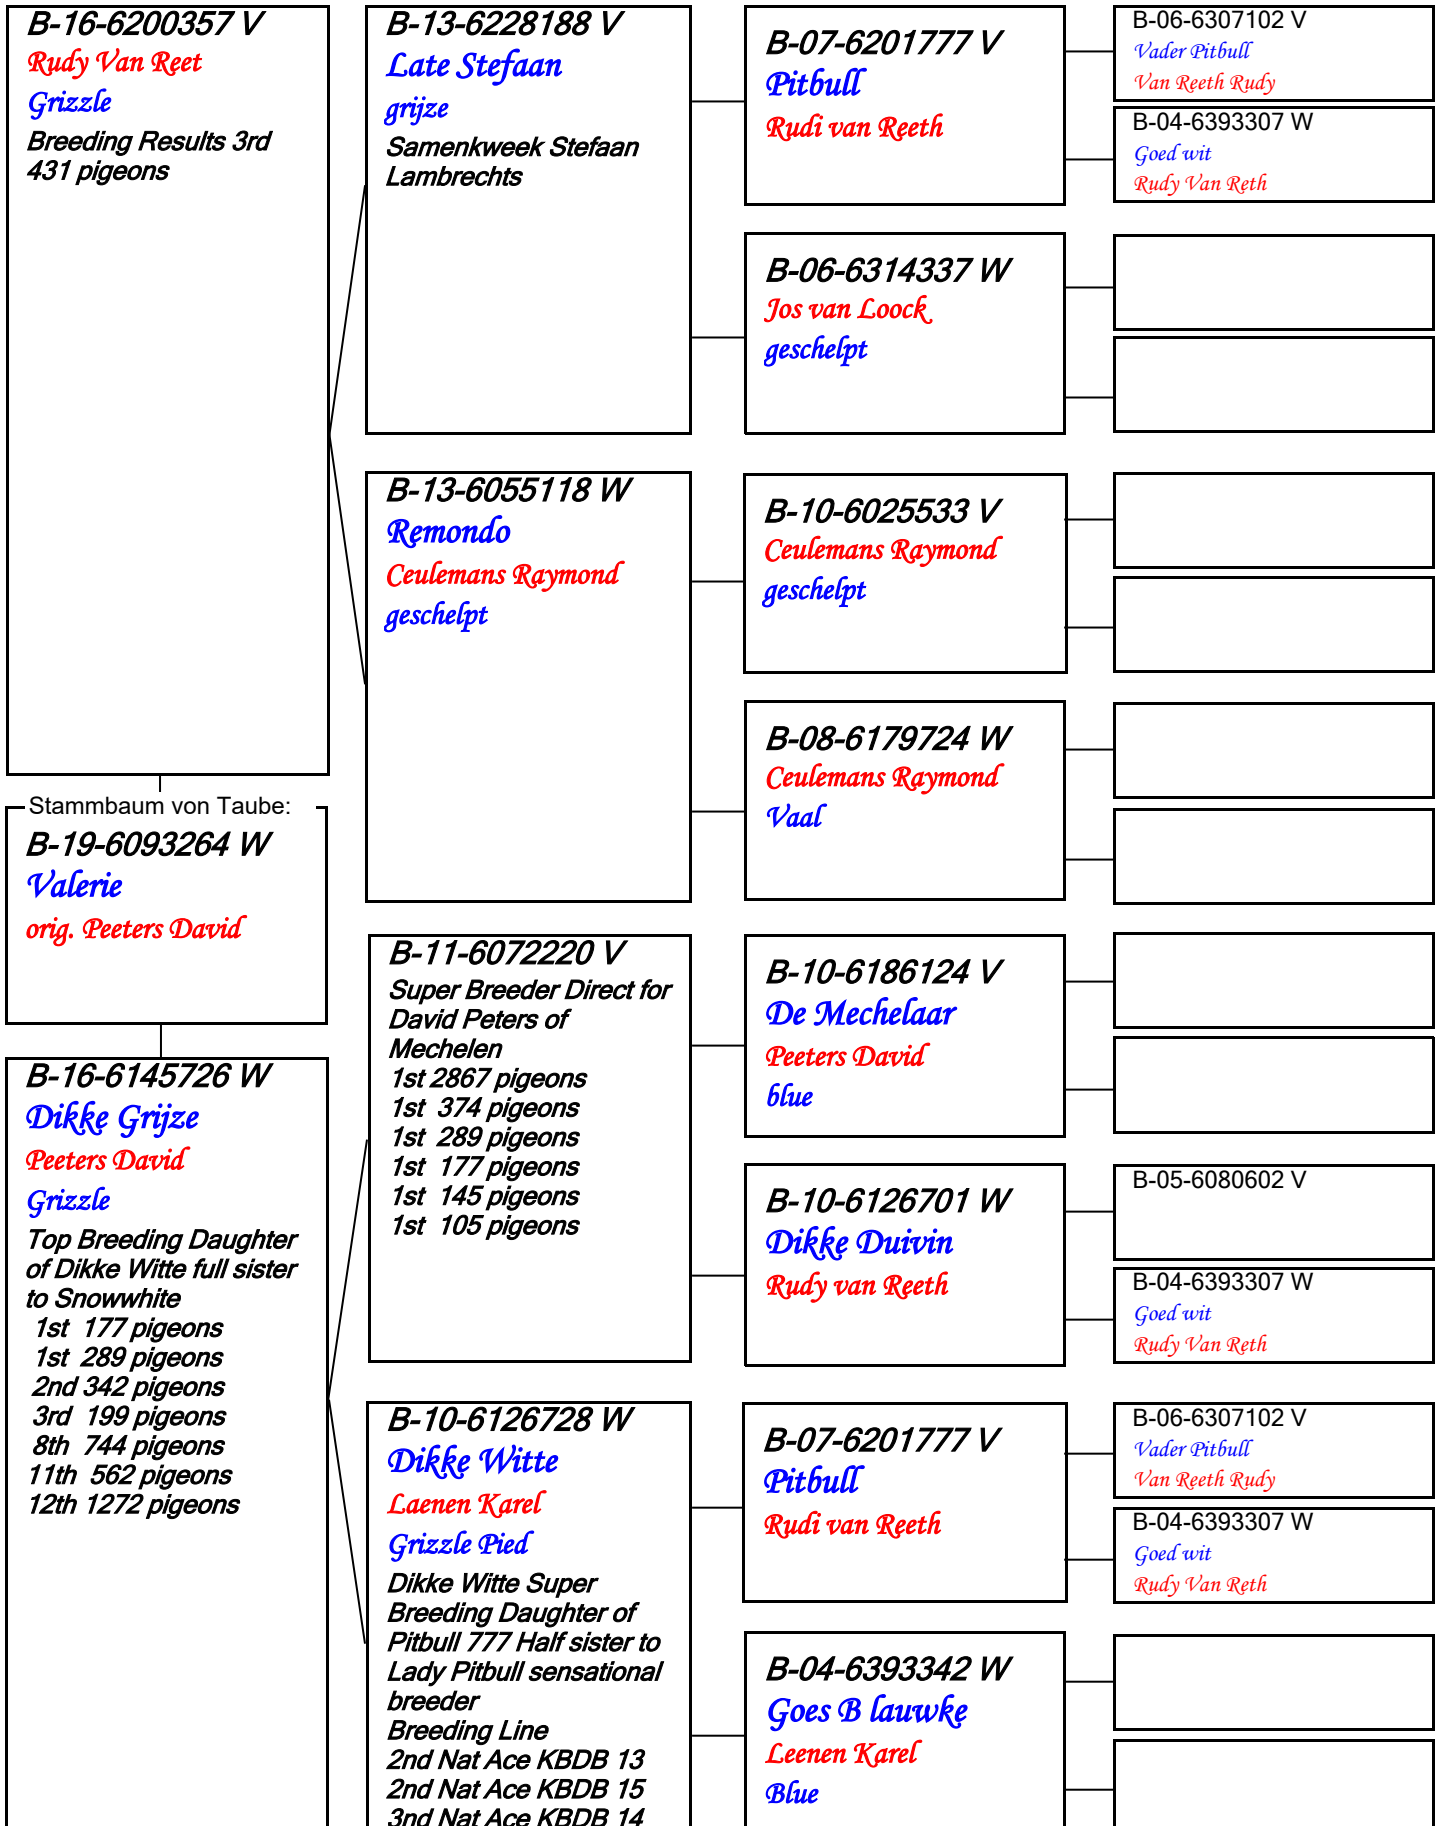 B-16-6200357 V
Rudy Van Reet
Grizzle
Breeding Results 3rd
431 pigeons
Stammbaum von Taube:
B-19-6093264 W
Valerie
orig. Peeters David
B-16-6145726 W
Dikke Grijze
Peeters David
Grizzle
Top Breeding Daughter
of Dikke Witte full sister
to Snowwhite
1st 177 pigeons
1st 289 pigeons
2nd 342 pigeons
3rd 199 pigeons
8th 744 pigeons
11th 562 pigeons
12th 1272 pigeons
B-13-6228188 V
Late Stefaan
grijze
Samenkweek Stefaan
Lambrechts
B-13-6055118 W
Remondo
Ceulemans Raymond
geschelpt
B-11-6072220 V
Super Breeder Direct for
David Peters of
Mechelen
1st 2867 pigeons
1st 374 pigeons
1st 289 pigeons
1st 177 pigeons
1st 145 pigeons
1st 105 pigeons
B-10-6126728 W
Dikke Witte
Laenen Karel
Grizzle Pied
Dikke Witte Super
Breeding Daughter of
Pitbull 777 Half sister to
Lady Pitbull sensational
breeder
Breeding Line
2nd Nat Ace KBDB 13
2nd Nat Ace KBDB 15
3nd Nat Ace KBDB 14
B-07-6201777 V
Pitbull
Rudi van Reeth
B-06-6314337 W
Jos van Loock
geschelpt
B-10-6025533 V
Ceulemans Raymond
geschelpt
B-08-6179724 W
Ceulemans Raymond
Vaal
B-10-6186124 V
De Mechelaar
Peeters David
blue
B-10-6126701 W
Dikke Duivin
Rudy van Reeth
B-07-6201777 V
Pitbull
Rudi van Reeth
B-04-6393342 W
Goes B lauwke
Leenen Karel
Blue
B-06-6307102 V
Vader Pitbull
Van Reeth Rudy
B-04-6393307 W
Goed wit
Rudy Van Reth
B-05-6080602 V
B-04-6393307 W
Goed wit
Rudy Van Reth
B-06-6307102 V
Vader Pitbull
Van Reeth Rudy
B-04-6393307 W
Goed wit
Rudy Van Reth